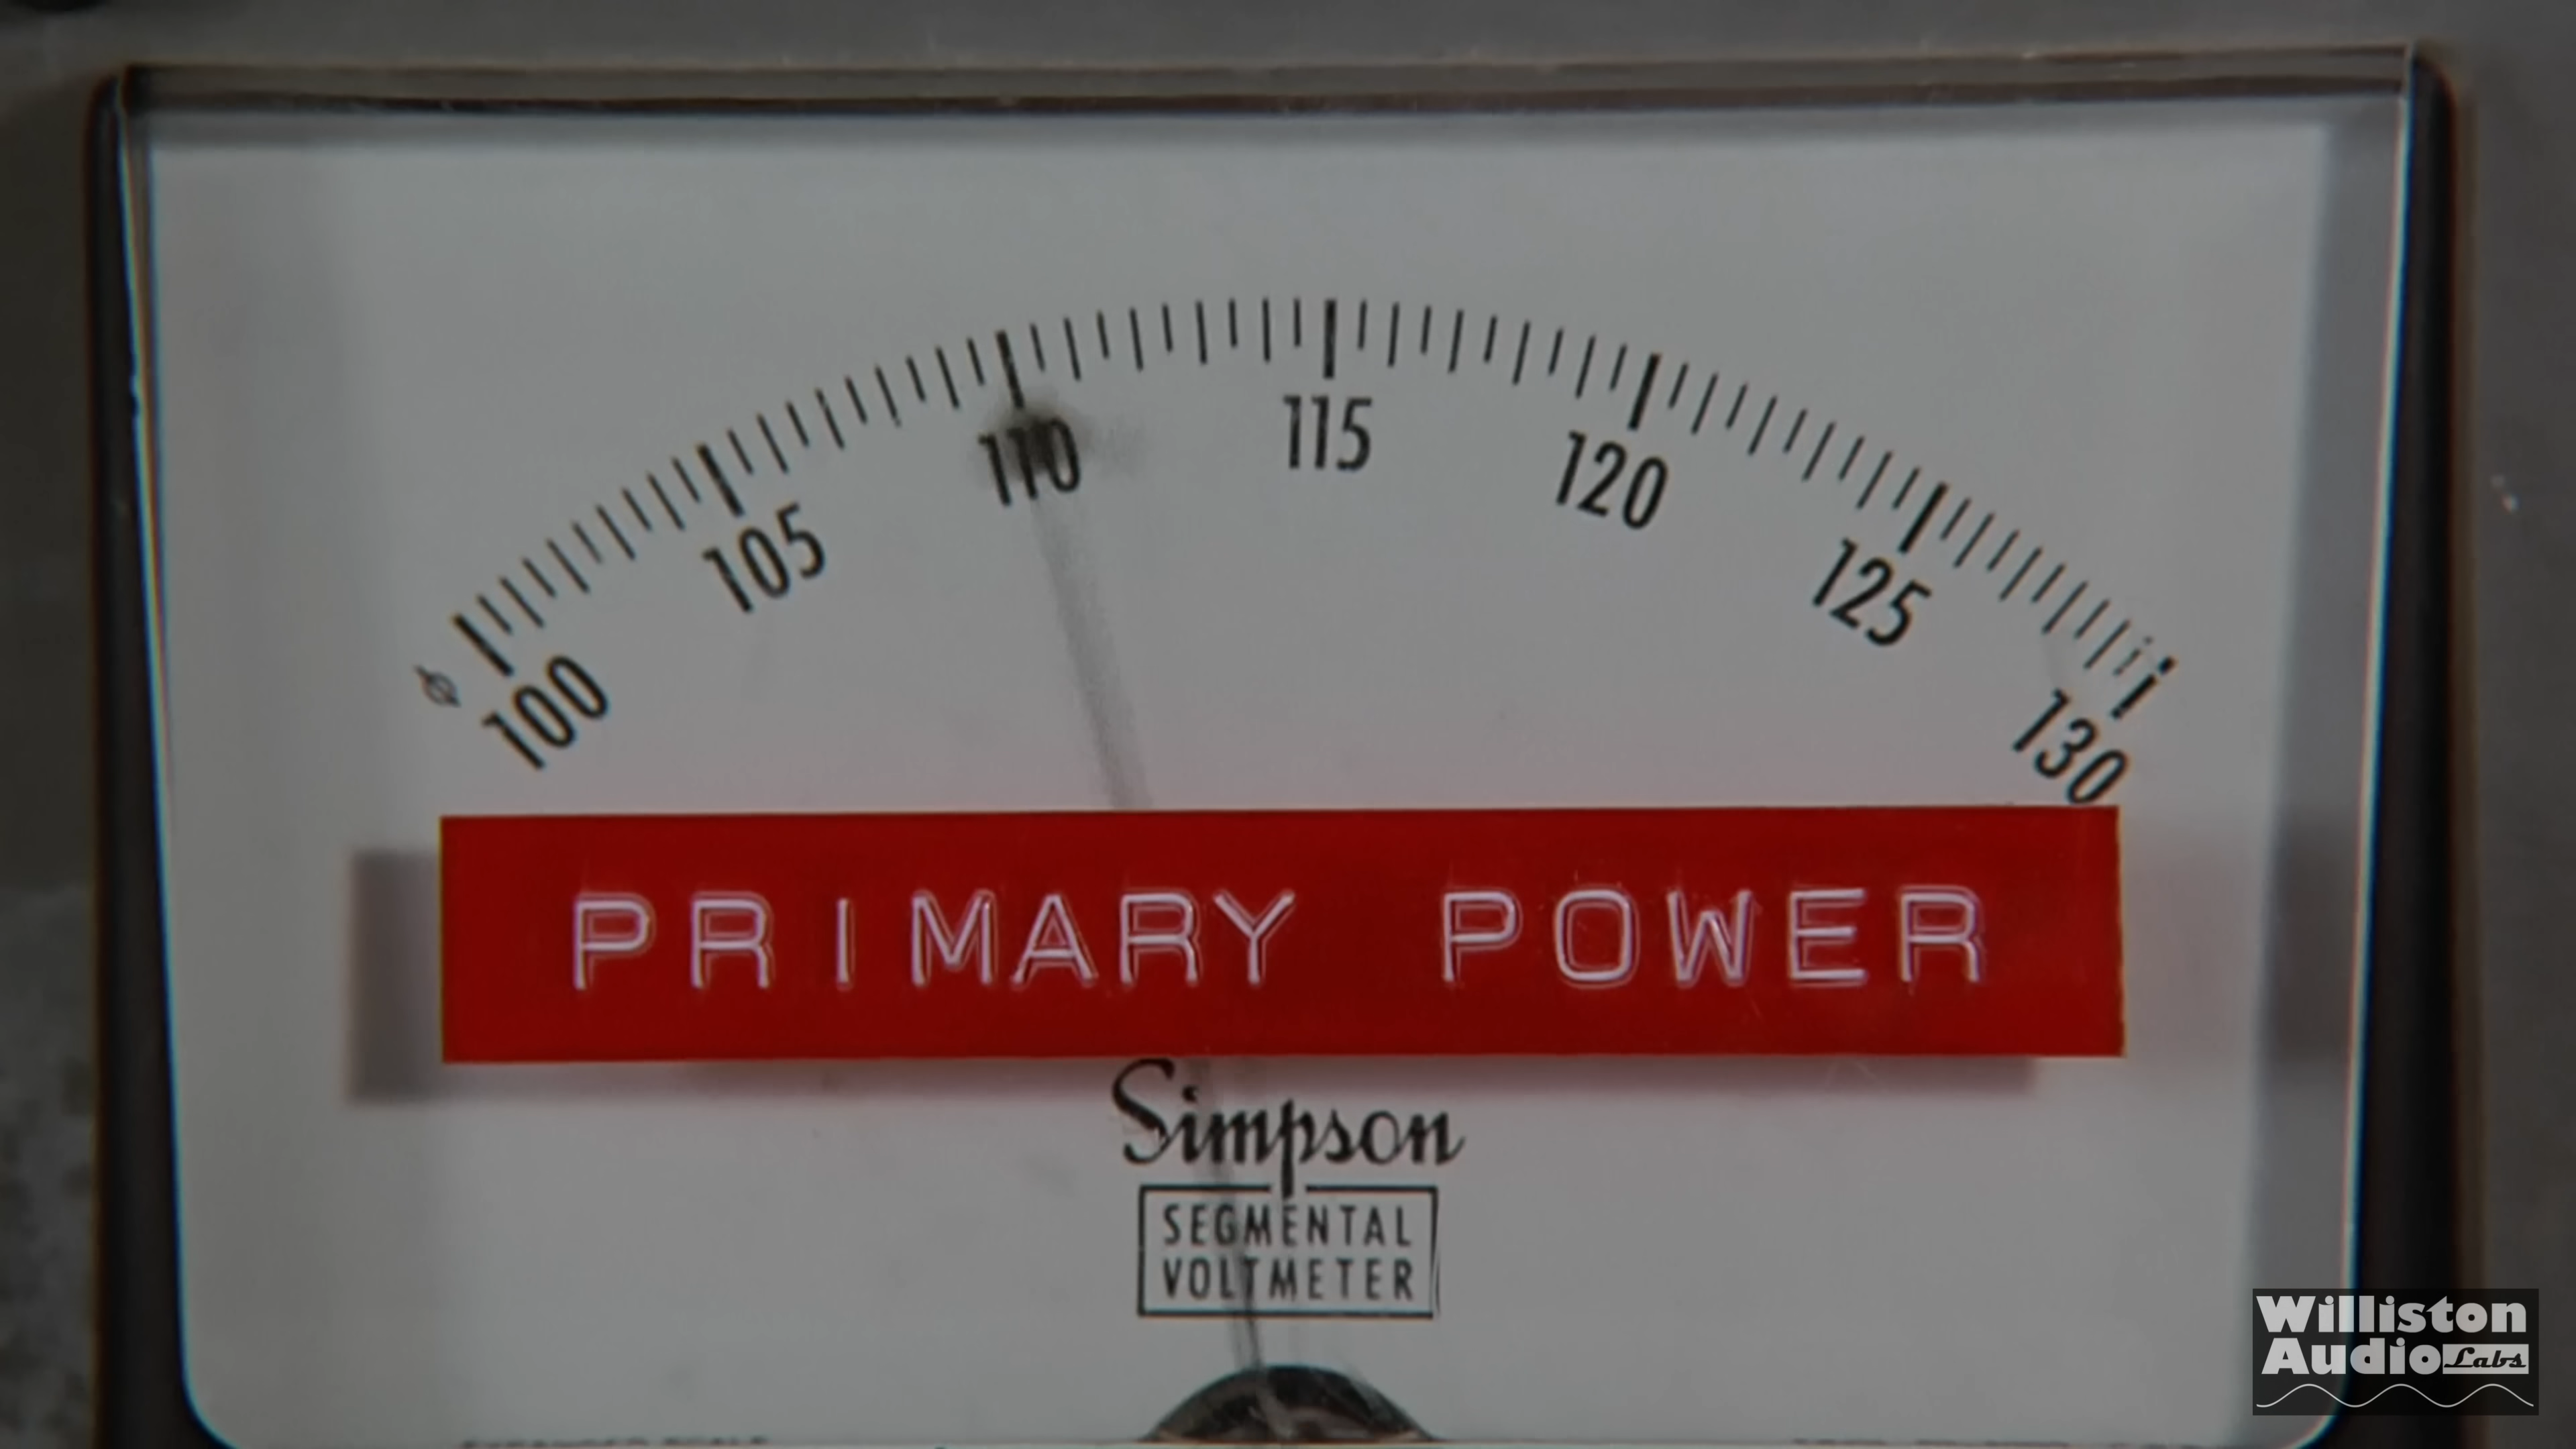 100 105 110 115 120 125 130
PRIMARY POWER
Simpson
SEGMENTAL
VOLTMETER
Williston
Audio Labs